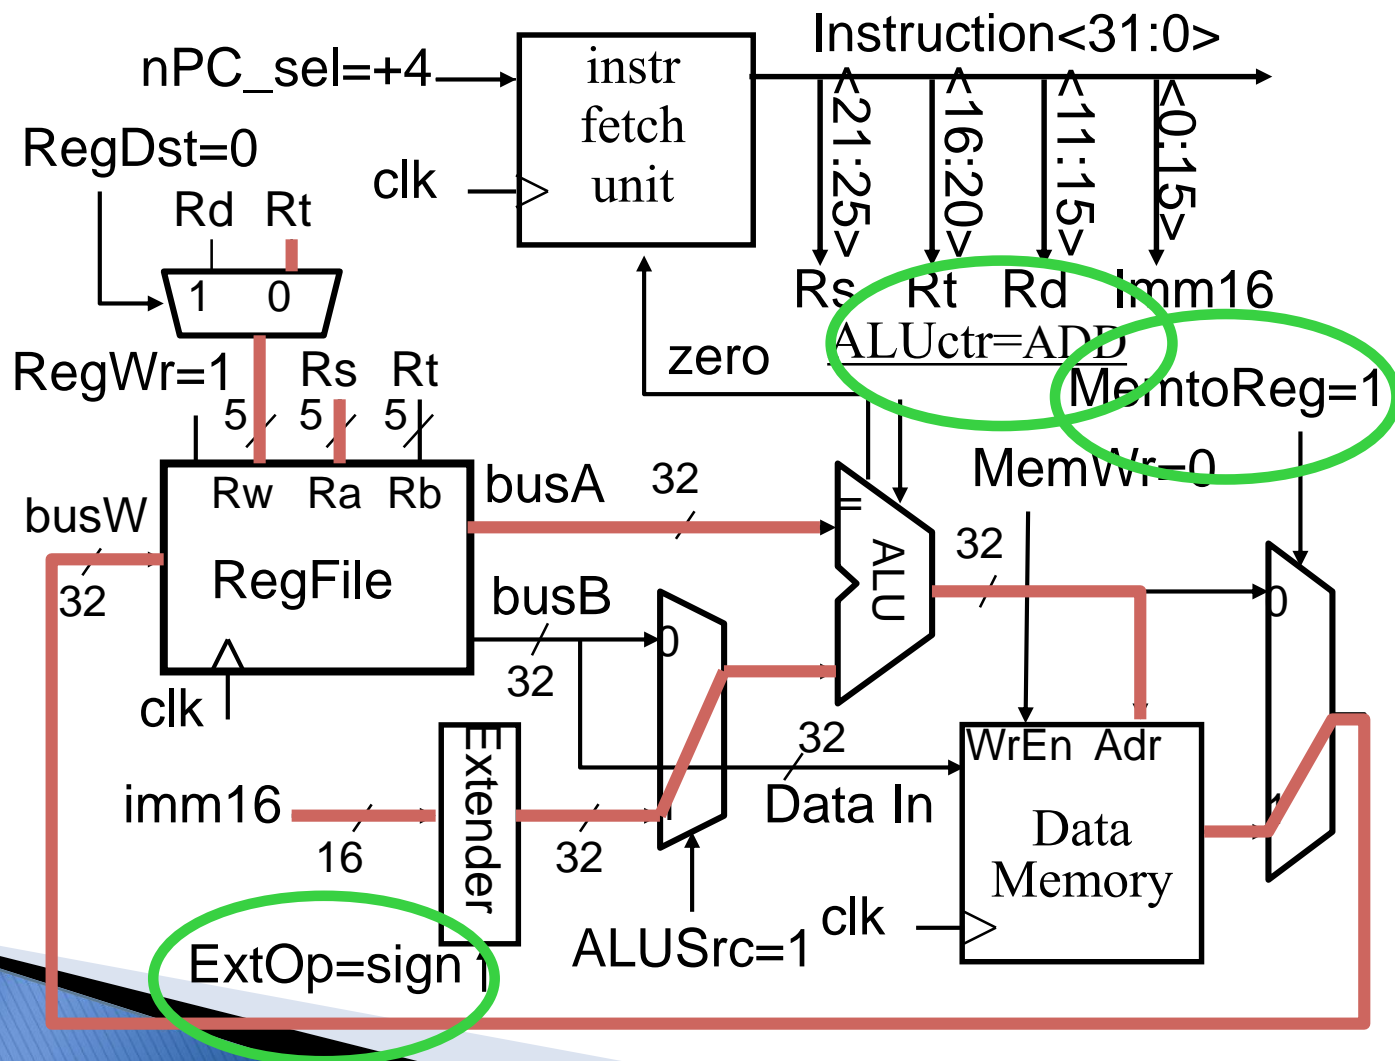 Instruction<31:0>
nPC_sel=+4
instr
fetch
unit
RegDst=0
clk
<21:25>
<16:20>
<11:15>
<0:15>
Rd Rt
Rs Rt Rd Imm16
1 0
ALUctr=ADD
zero
RegWr=1
Rs Rt
MemtoReg=1
5 5 5
MemWr=0
Rw Ra Rb
busA
32
busW
=
32
RegFile
ALU
32
busB
0
0
32
clk
Extender
32
WrEn Adr
imm16
1
Data In
1
Data
Memory
16
32
clk
ExtOp=sign
ALUSrc=1